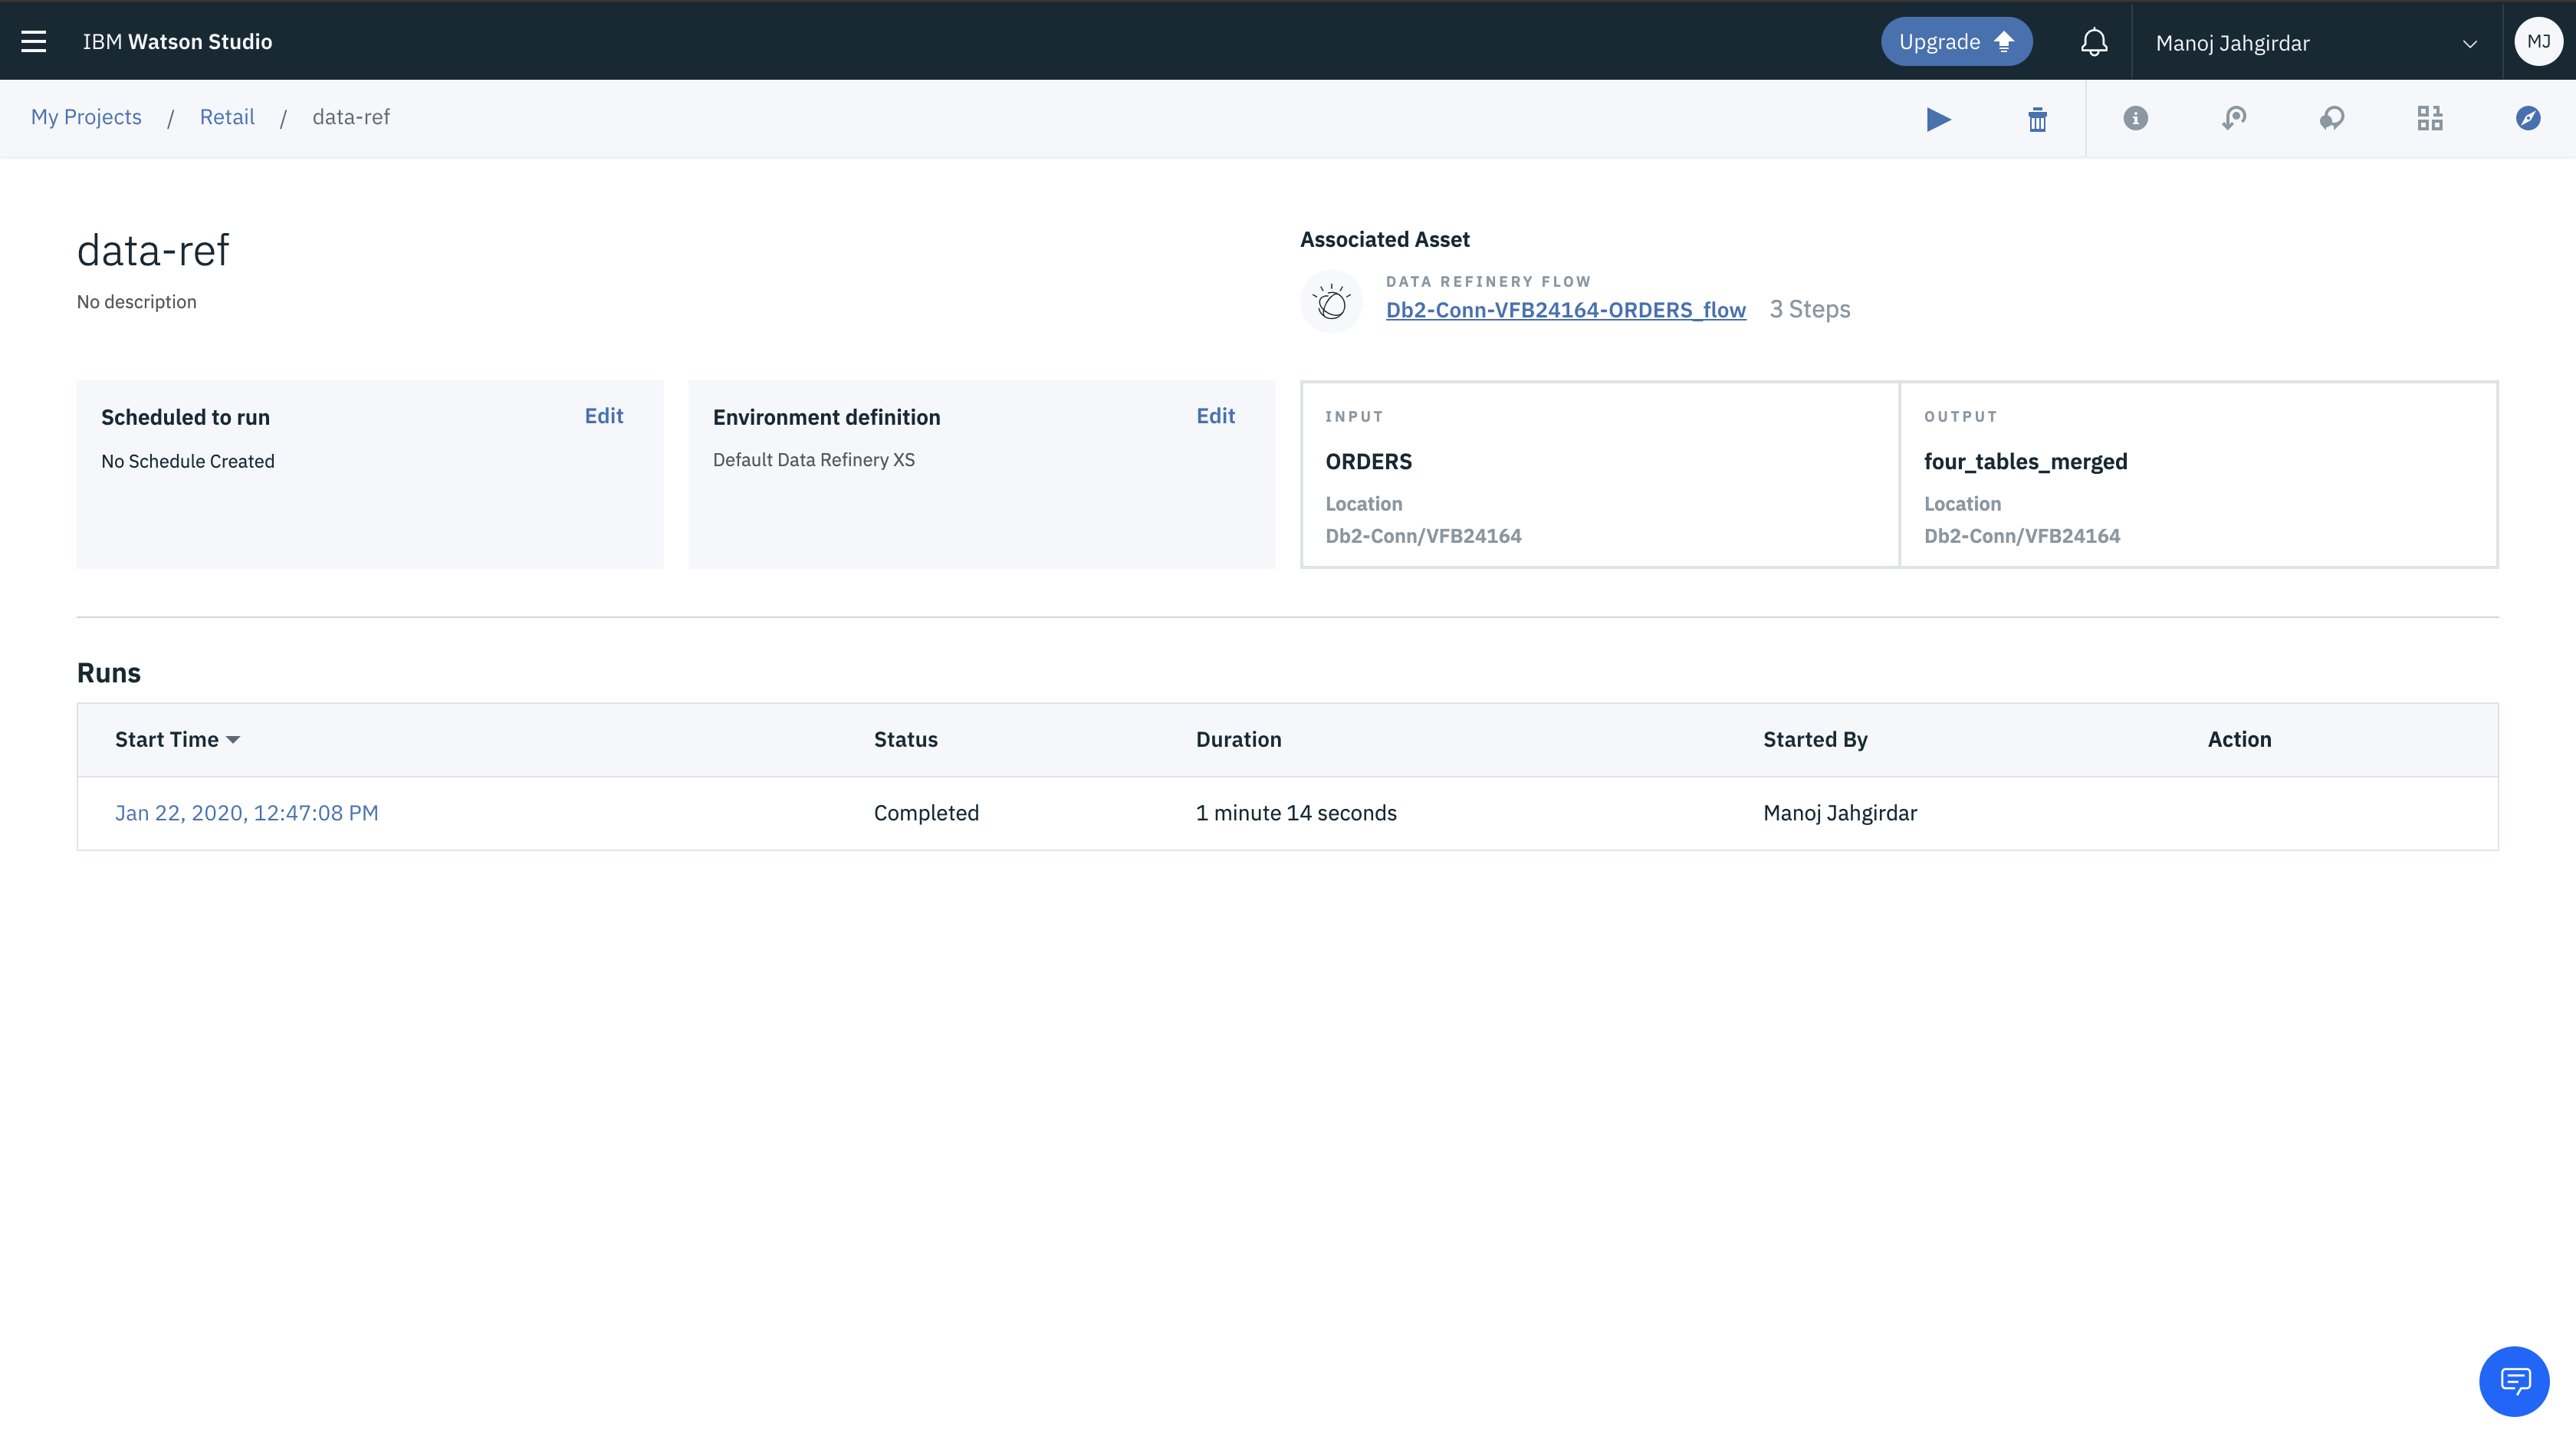 IBM Watson Studio
Upgrade
Manoj Jahgirdar
MJ
My Projects / Retail / data-ref
data-ref
No description
Associated Asset
DATA REFINERY FLOW
Db2-Conn-VFB24164-ORDERS_flow 3 Steps
Scheduled to run Edit
No Schedule Created
Environment definition Edit
Default Data Refinery XS
INPUT
ORDERS
Location
Db2-Conn/VFB24164
OUTPUT
four_tables_merged
Location
Db2-Conn/VFB24164
Runs
Start Time Status Duration Started By Action
Jan 22, 2020, 12:47:08 PM Completed 1 minute 14 seconds Manoj Jahgirdar